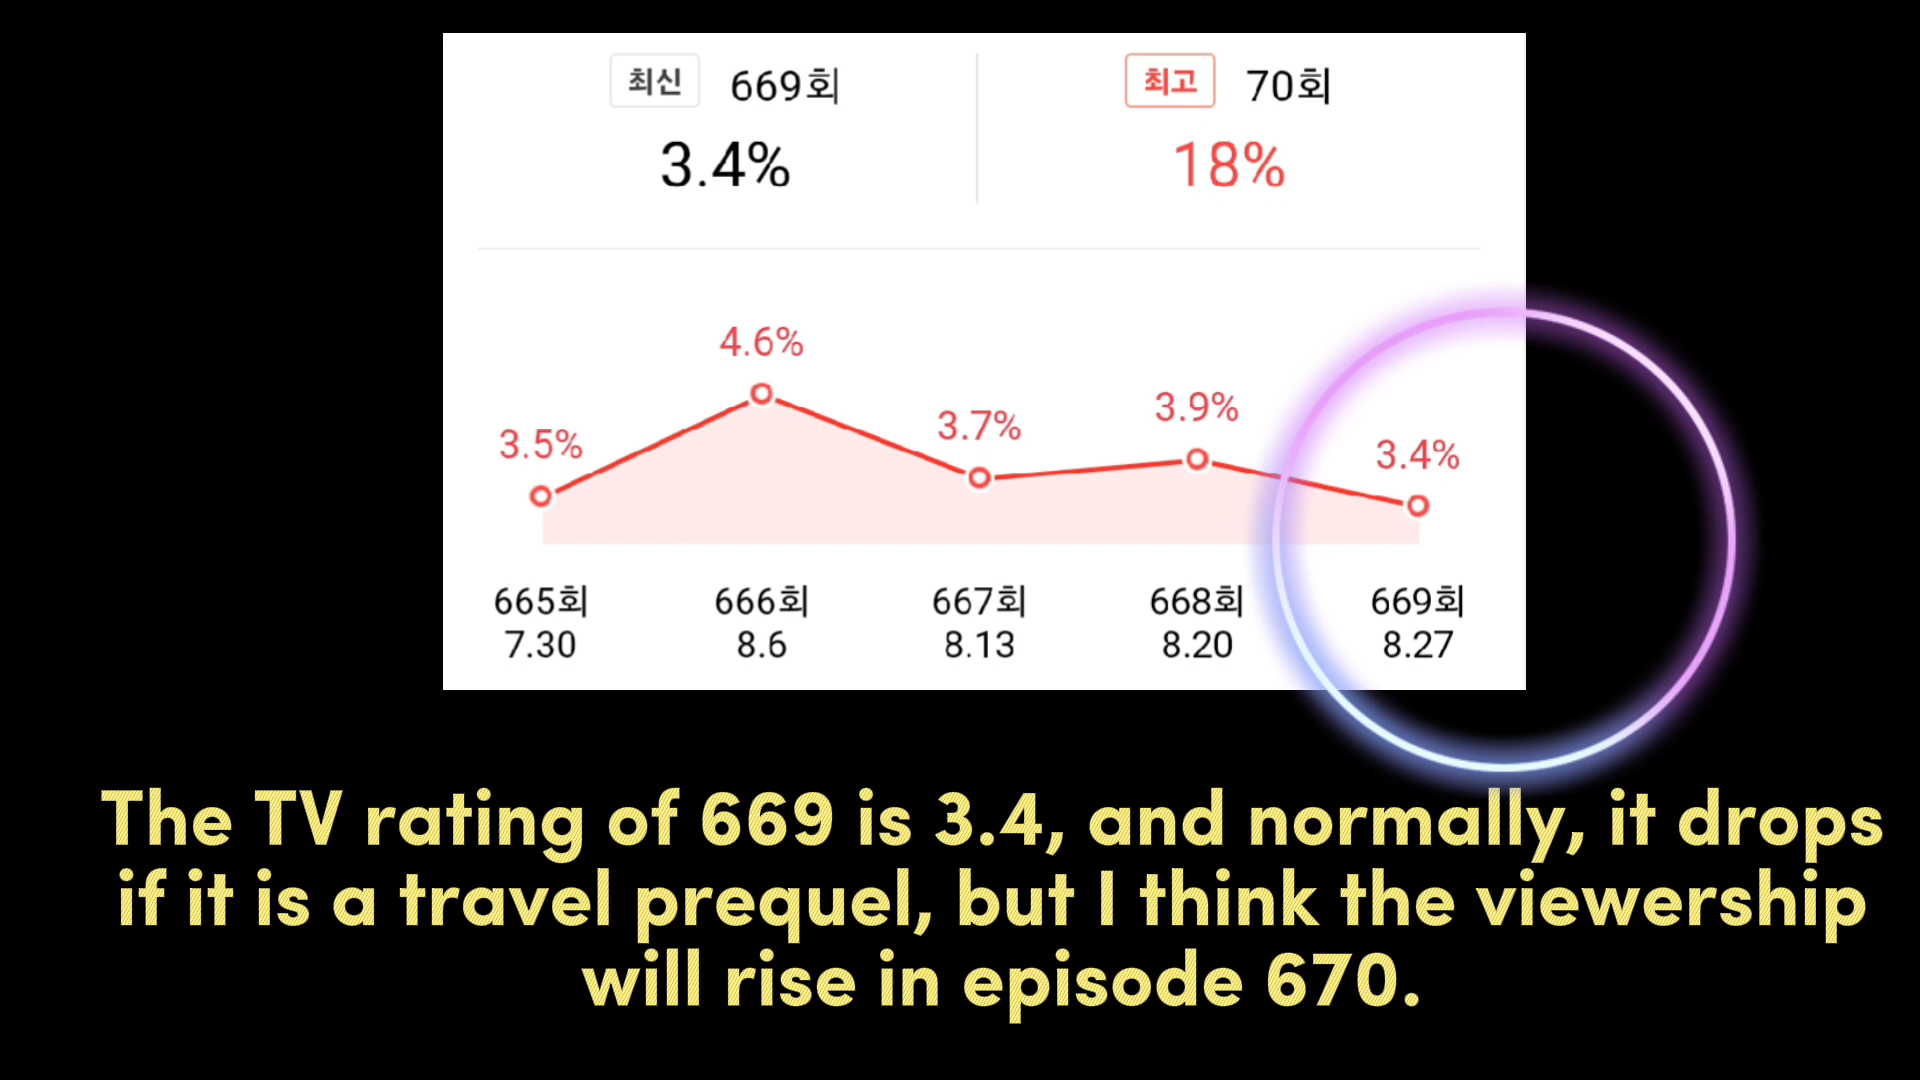 최신 669회
3.4%
최고 70회
18%
3.5%
4.6%
3.7%
3.9%
3.4%
665회
7.30
666회
8.6
667회
8.13
668회
8.20
669회
8.27
The TV rating of 669 is 3.4, and normally, it drops
if it is a travel prequel, but I think the viewership
will rise in episode 670.